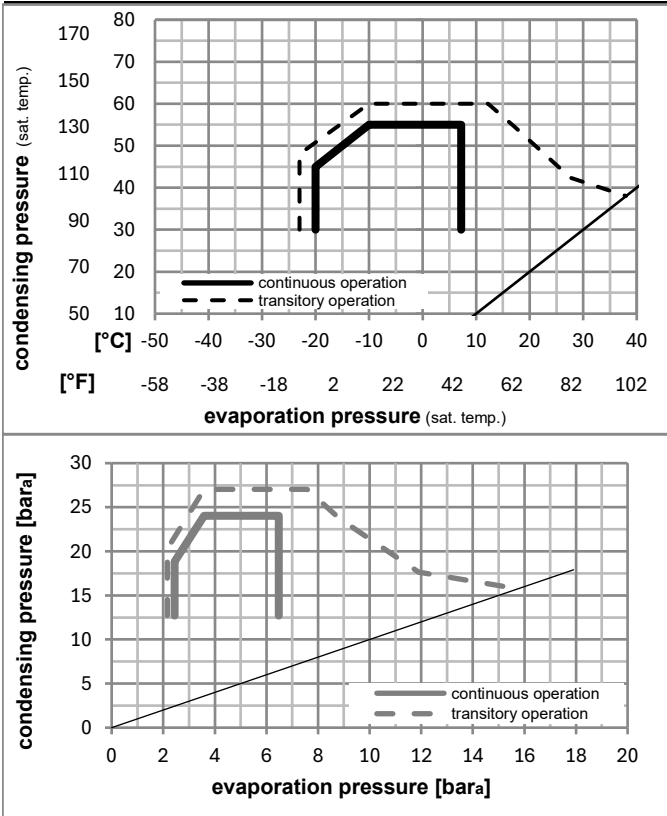 condensing pressure (sat. temp.)
170 80
70
150
60
130 50
110 40
90 30
70 20
50 10
continuous operation
transitory operation
[°C] -50 -40 -30 -20 -10 0 10 20 30 40
[°F] -58 -38 -18 2 22 42 62 82 102
evaporation pressure (sat. temp.)
condensing pressure [bara]
30
25
20
15
10
5
0
continuous operation
transitory operation
0 2 4 6 8 10 12 14 16 18 20
evaporation pressure [bara]